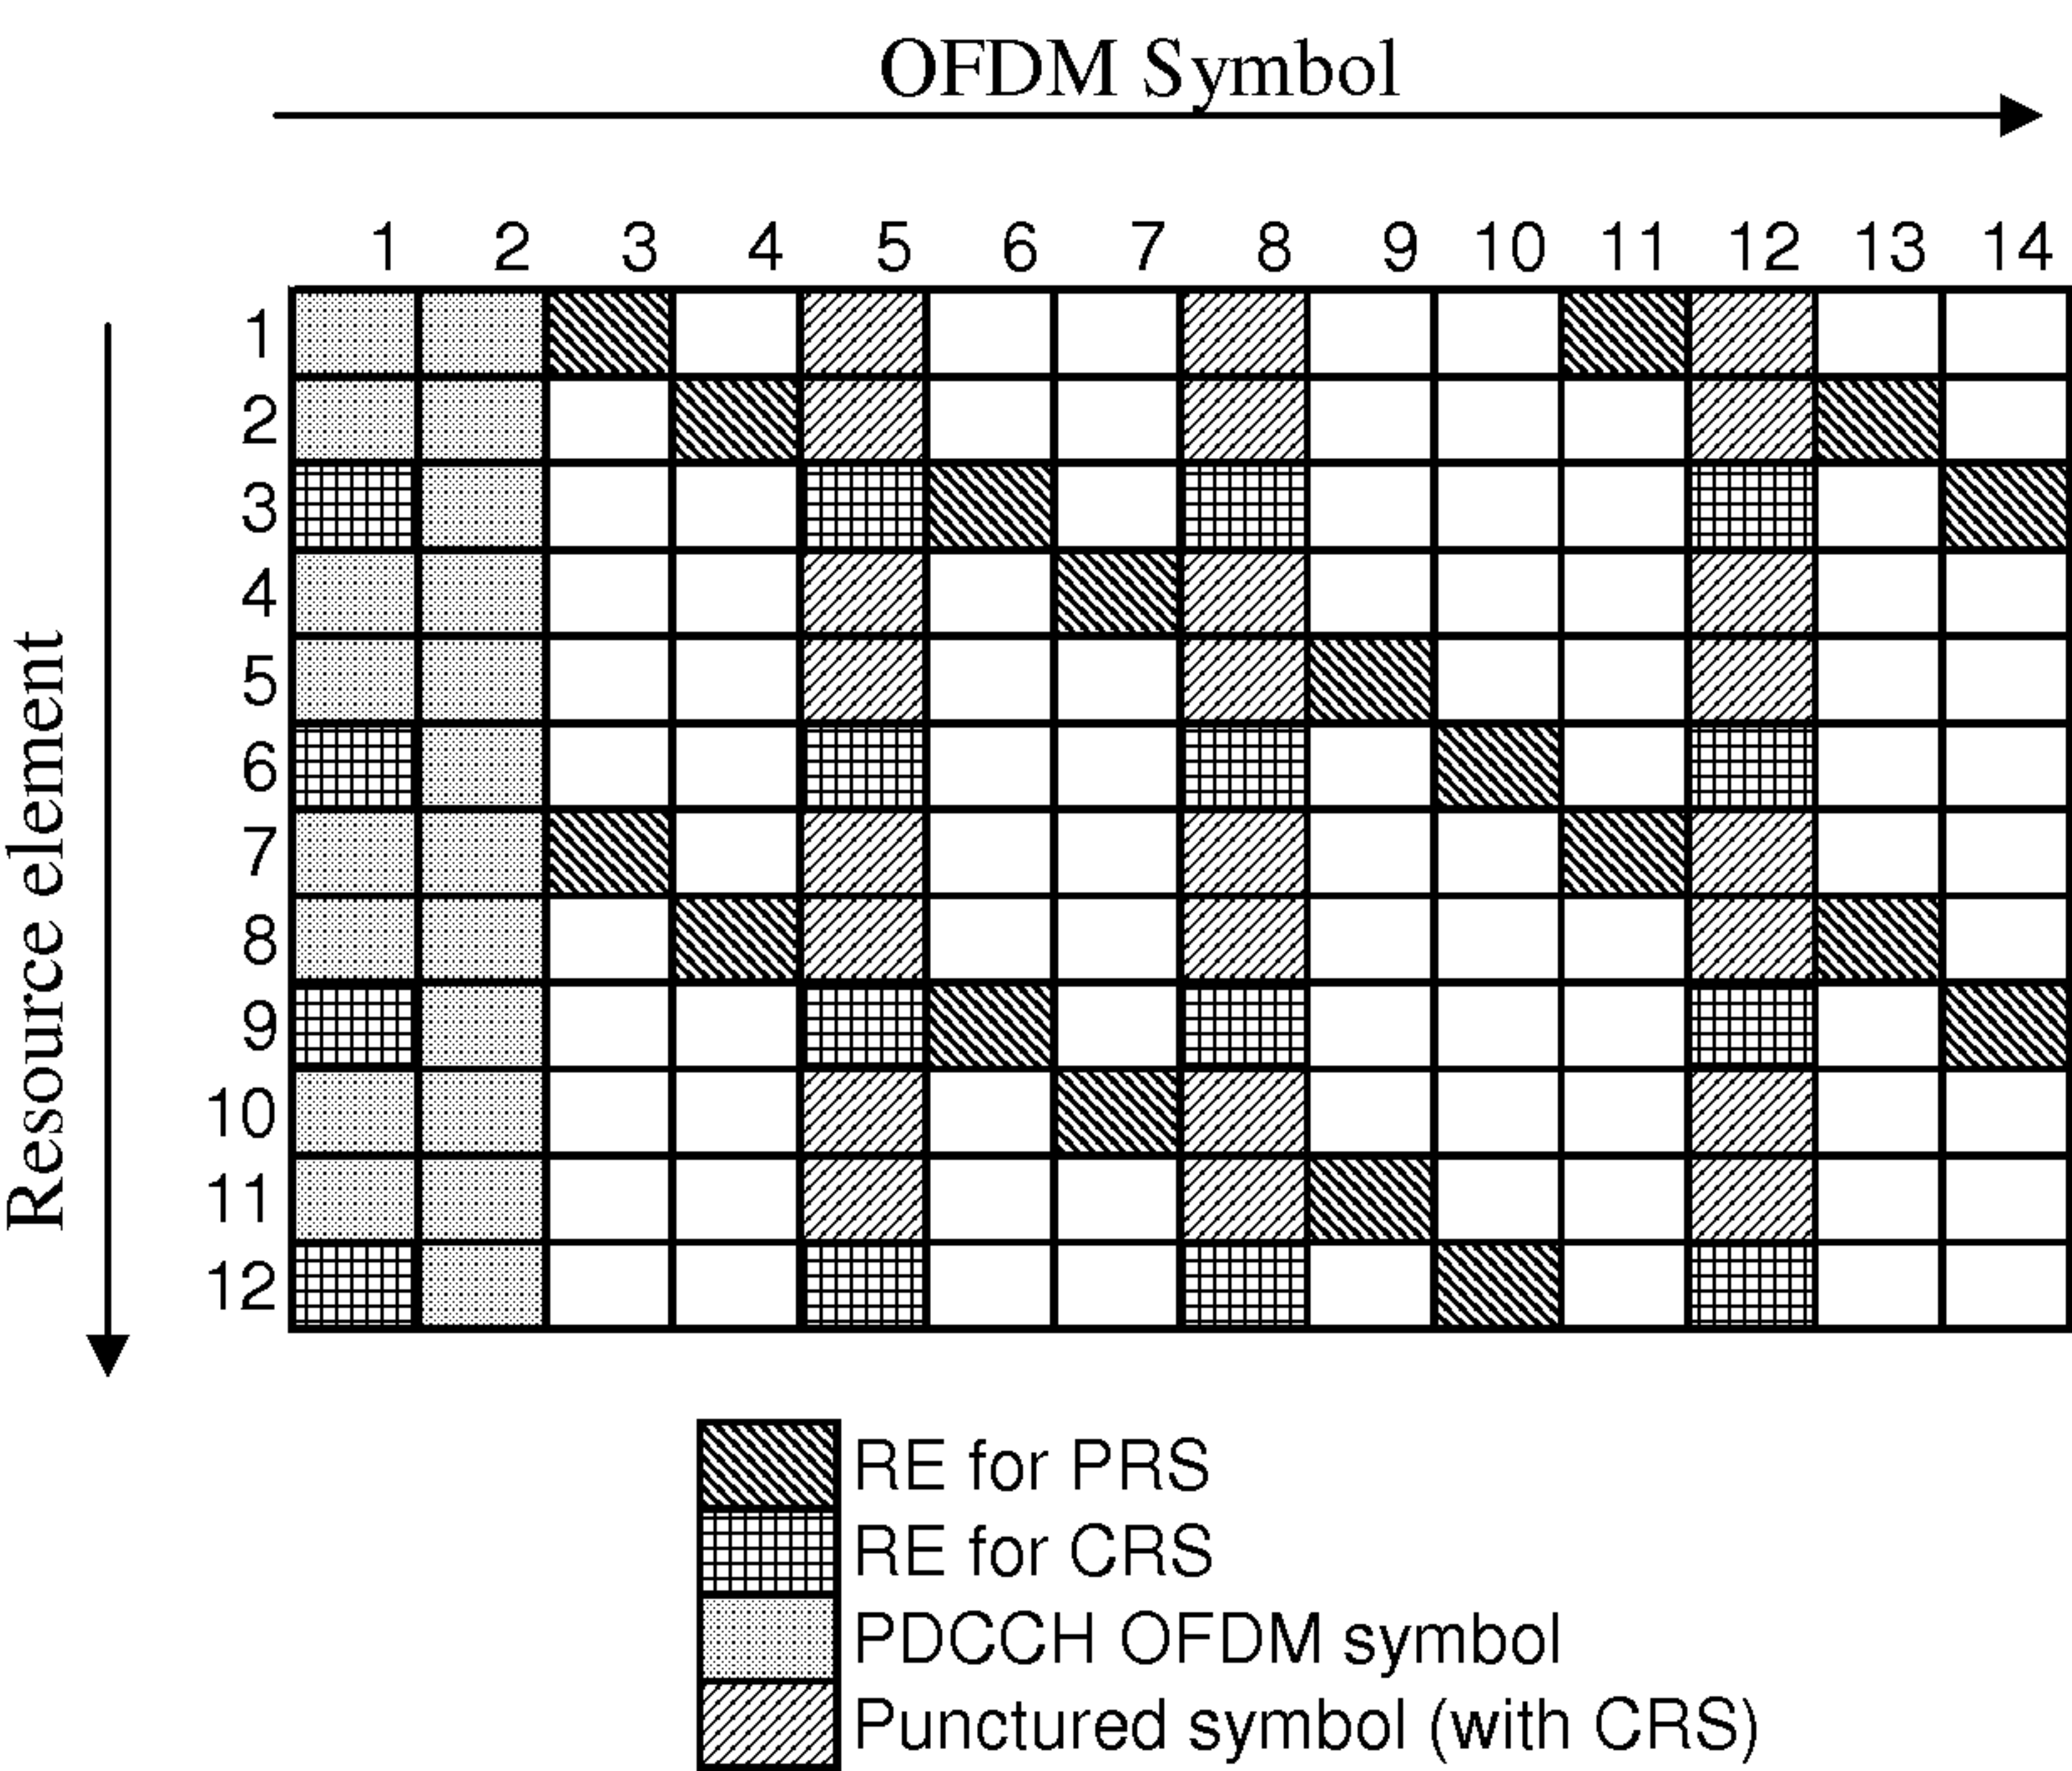 OFDM Symbol
1 2 3 4 5 6 7 8 9 10 11 12 13 14
Resource element
1
2
3
4
5
6
7
8
9
10
11
12
RE for PRS
RE for CRS
PDCCH OFDM symbol
Punctured symbol (with CRS)